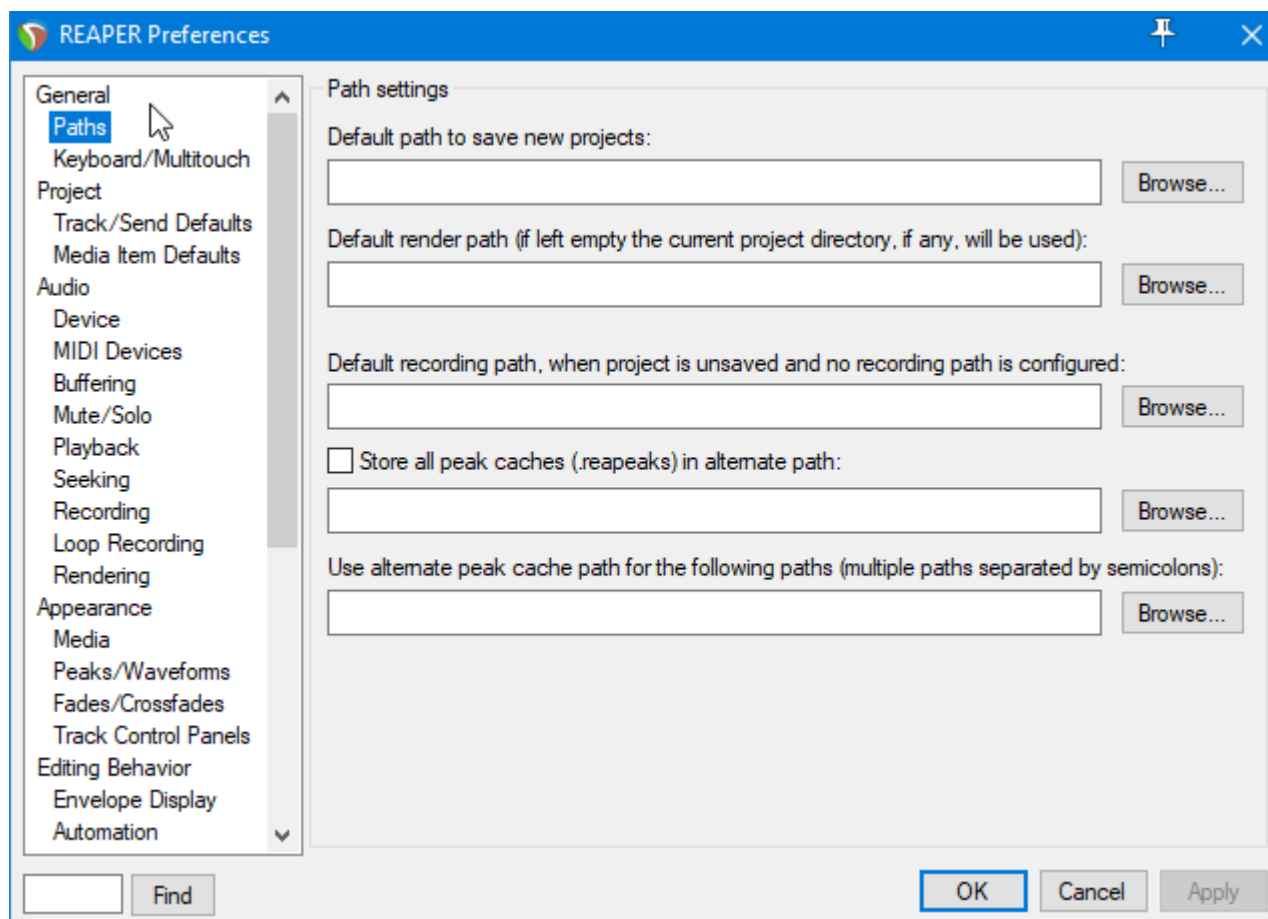 REAPER Preferences
General
Paths
Keyboard/Multitouch
Project
Track/Send Defaults
Media Item Defaults
Audio
Device
MIDI Devices
Buffering
Mute/Solo
Playback
Seeking
Recording
Loop Recording
Rendering
Appearance
Media
Peaks/Waveforms
Fades/Crossfades
Track Control Panels
Editing Behavior
Envelope Display
Automation
Path settings
Default path to save new projects:
Browse...
Default render path (if left empty the current project directory, if any, will be used):
Browse...
Default recording path, when project is unsaved and no recording path is configured:
Browse...
Store all peak caches (.reapeaks) in alternate path:
Browse...
Use alternate peak cache path for the following paths (multiple paths separated by semicolons):
Browse...
Find
OK
Cancel
Apply